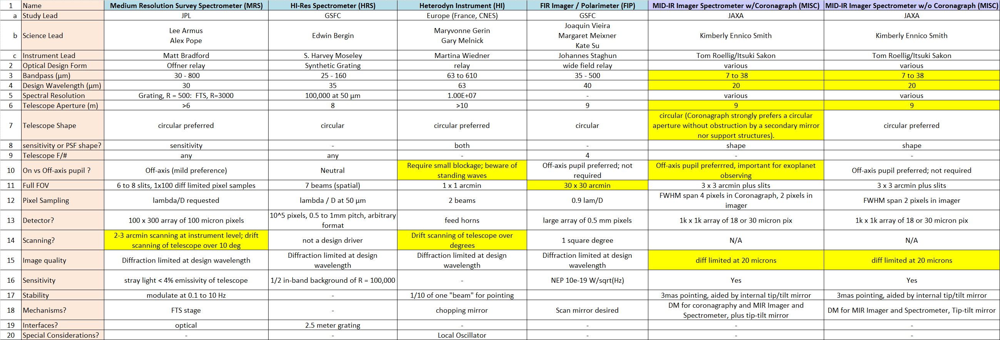 1 Name Medium Resolution Survey Spectrometer (MRS) HI-Res Spectrometer (HRS) Heterodyn Instrument (HI) FIR Imager / Polarimeter (FIP) MID-IR Imager Spectrometer w/Coronagraph (MISC) MID-IR Imager Spectrometer w/o Coronagraph (MISC)
a Study Lead JPL GSFC Europe (France, CNES) GSFC JAXA JAXA
b Science Lead
Lee Armus
Alex Pope
Edwin Bergin
Maryvonne Gerin
Gary Melnick
Joaquin Vieira
Margaret Meixner
Kate Su
Kimberly Ennico Smith
Kimberly Ennico Smith
c Instrument Lead Matt Bradford S. Harvey Moseley Martina Wiedner Johannes Staghun Tom Roellig/Itsuki Sakon Tom Roellig/Itsuki Sakon
2 Optical Design Form Offner relay Synthetic Grating relay wide field relay various various
3 Bandpass (µm) 30 - 800 25 - 160 63 to 610 35 - 500 7 to 38 7 to 38
4 Design Wavelength (µm) 30 35 63 40 20 20
5 Spectral Resolution Grating, R = 500: FTS, R=3000 100,000 at 50 µm 1.00E+07 - various various
6 Telescope Aperture (m) >6 8 >10 9 9 9
7 Telescope Shape circular preferred circular circular preferred circular
circular (Coronagraph strongly prefers a circular
aperture without obstruction by a secondary mirror
nor support structures).
circular preferred
8 sensitivity or PSF shape? sensitivity - both - shape shape
9 Telescope F/# any any - 4 - -
10 On vs Off-axis pupil ? Off-axis (mild preference) Neutral
Require small blockage; beware of
standing waves
Off-axis pupil preferred; not
required
Off-axis pupil preferrred, important for exoplanet
observing
Off-axis pupil preferred; not required
11 Full FOV 6 to 8 slits, 1x100 diff limited pixel samples 7 beams (spatial) 1 x 1 arcmin 30 x 30 arcmin 3 x 3 arcmin plus slits 3 x 3 arcmin plus slits
12 Pixel Sampling lambda/D requested lambda / D at 50 µm 2 beams 0.9 lam/D
FWHM span 4 pixels in Coronagraph, 2 pixels in
imager
FWHM span 2 pixels in imager
13 Detector? 100 x 300 array of 100 micron pixels
10^5 pixels, 0.5 to 1mm pitch, arbitrary
format
feed horns large array of 0.5 mm pixels 1k x 1k array of 18 or 30 micron pix 1k x 1k array of 18 or 30 micron pix
14 Scanning?
2-3 arcmin scanning at instrument level; drift
scanning of telescope over 10 deg
not a design driver
Drift scanning of telescope over
degrees
1 square degree N/A N/A
15 Image quality Diffraction limited at design wavelength
Diffraction limited at design
wavelength
Diffraction limited at design
wavelength
Diffraction limited at design
wavelength
diff limited at 20 microns diff limited at 20 microns
16 Sensitivity stray light < 4% emissivity of telescope 1/2 in-band background of R = 100,000 - NEP 10e-19 W/sqrt(Hz) Yes Yes
17 Stability modulate at 0.1 to 10 Hz - 1/10 of one "beam" for pointing 3mas pointing, aided by internal tip/tilt mirror 3mas pointing, aided by internal tip/tilt mirror
18 Mechanisms? FTS stage - chopping mirror Scan mirror desired
DM for coronagraphy and MIR Imager and
Spectrometer, plus tip-tilt mirror
DM for MIR Imager and Spectrometer, Tip-tilt mirror
19 Interfaces? optical 2.5 meter grating - - - -
20 Special Considerations? - - Local Oscillator - - -